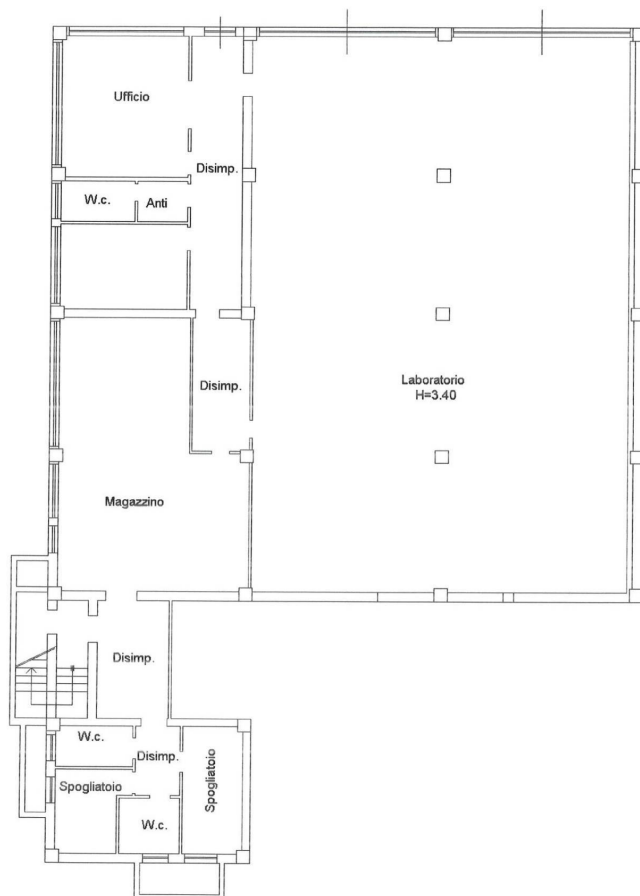 Ufficio
Disimp.
W.c.
Anti
Disimp.
Laboratorio
H=3.40
Magazzino
Disimp.
W.c.
Disimp.
Spogliatoio
Spogliatoio
W.c.